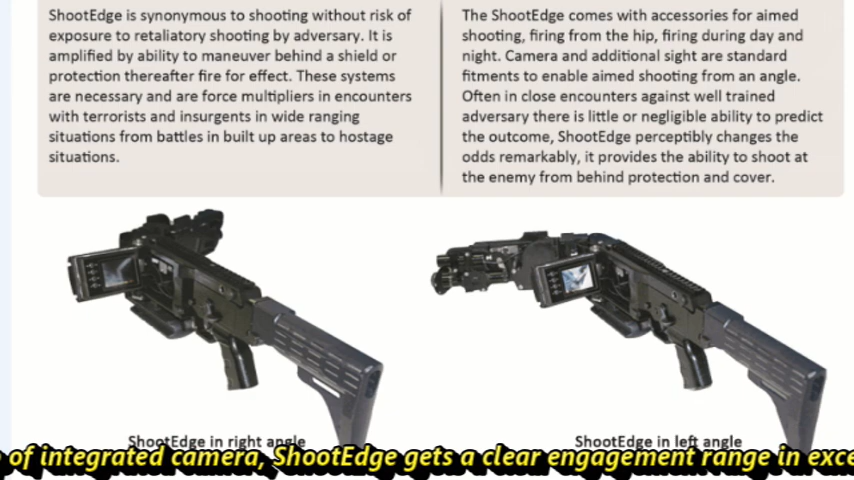 ShootEdge is synonymous to shooting without risk of
exposure to retaliatory shooting by adversary. It is
amplified by ability to maneuver behind a shield or
protection thereafter fire for effect. These systems
are necessary and are force multipliers in encounters
with terrorists and insurgents in wide ranging
situations from battles in built up areas to hostage
situations.
The ShootEdge comes with accessories for aimed
shooting, firing from the hip, firing during day and
night. Camera and additional sight are standard
fitments to enable aimed shooting from an angle.
Often in close encounters against well trained
adversary there is little or negligible ability to predict
the outcome, ShootEdge perceptibly changes the
odds remarkably, it provides the ability to shoot at
the enemy from behind protection and cover.
ShootEdge in right angle
ShootEdge in left angle
of integrated camera, ShootEdge gets a clear engagement range in